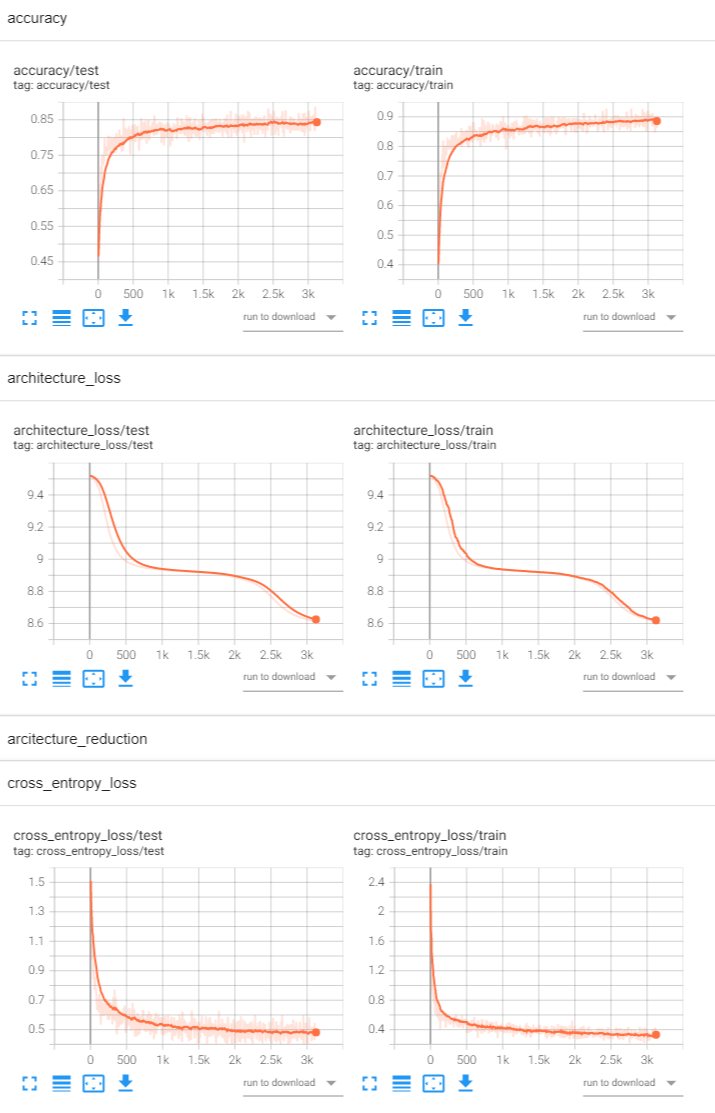 accuracy
accuracy/test
tag: accuracy/test
0.85
0.75
0.65
0.55
0.45
0 500 1k 1.5k 2k 2.5k 3k
run to download
accuracy/train
tag: accuracy/train
0.9
0.8
0.7
0.6
0.5
0.4
0 500 1k 1.5k 2k 2.5k 3k
run to download
architecture_loss
architecture_loss/test
tag: architecture_loss/test
9.4
9.2
9
8.8
8.6
0 500 1k 1.5k 2k 2.5k 3k
run to download
architecture_loss/train
tag: architecture_loss/train
9.4
9.2
9
8.8
8.6
0 500 1k 1.5k 2k 2.5k 3k
run to download
arcitecture_reduction
cross_entropy_loss
cross_entropy_loss/test
tag: cross_entropy_loss/test
1.5
1.3
1.1
0.9
0.7
0.5
0 500 1k 1.5k 2k 2.5k 3k
run to download
cross_entropy_loss/train
tag: cross_entropy_loss/train
2.4
2
1.6
1.2
0.8
0.4
0 500 1k 1.5k 2k 2.5k 3k
run to download